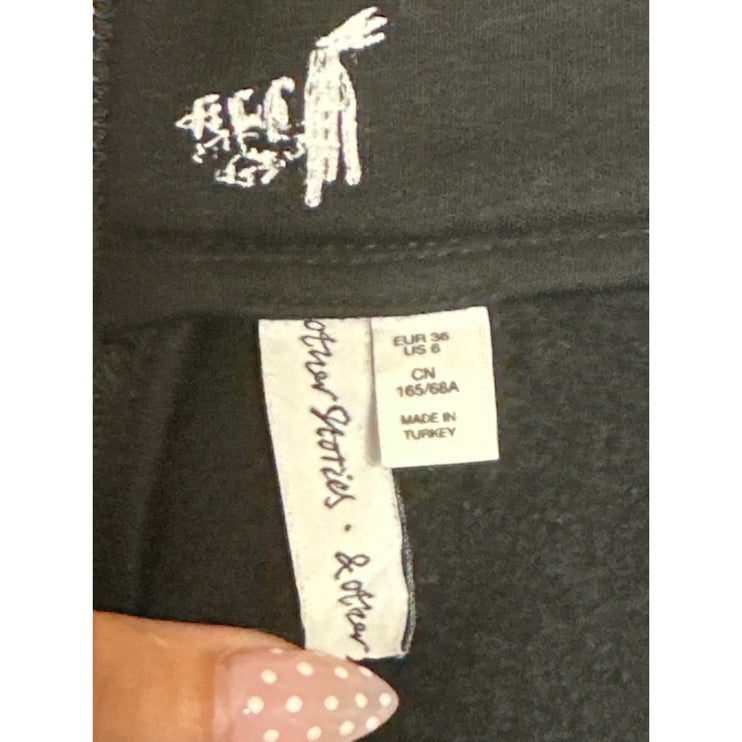 other Stories · & other
EUR 36
US 6
CN
165/68A
MADE IN
TURKEY